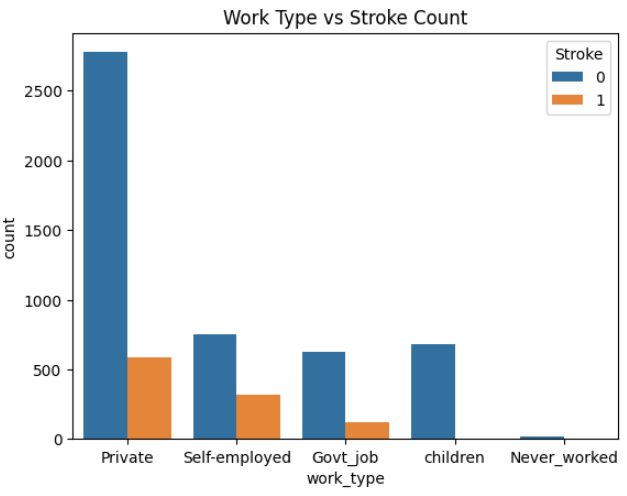 Work Type vs Stroke Count
Stroke
0
1
2500
2000
1500
1000
500
0
count
Private Self-employed Govt_job children Never_worked
work_type